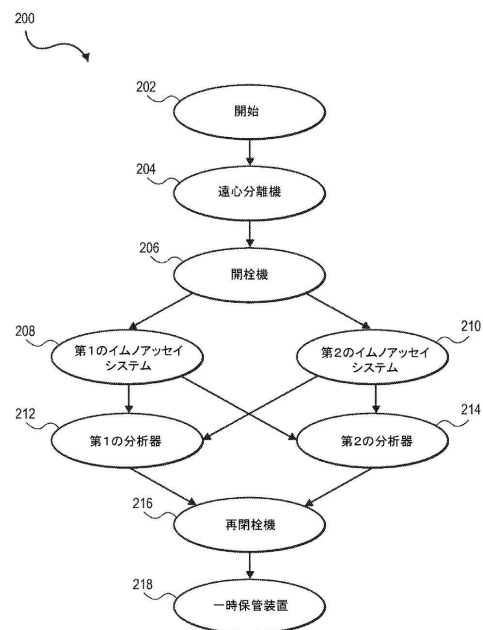 200
202
開始
204
遠心分離機
206
開栓機
208
第1のイムノアッセイ
システム
210
第2のイムノアッセイ
システム
212
第1の分析器
214
第2の分析器
216
再閉栓機
218
一時保管装置